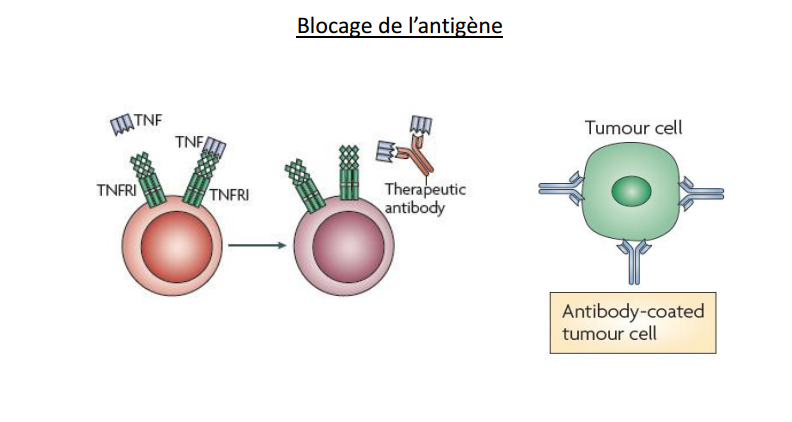 Blocage de l’antigène
TNF
TNF
TNFRI
TNFRI
Therapeutic
antibody
Tumour cell
Antibody-coated
tumour cell